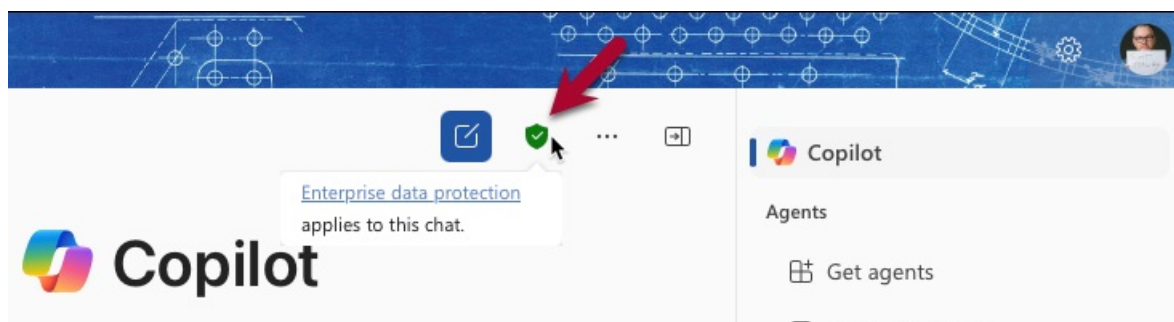 Enterprise data protection
applies to this chat.
Copilot
Copilot
Agents
Get agents